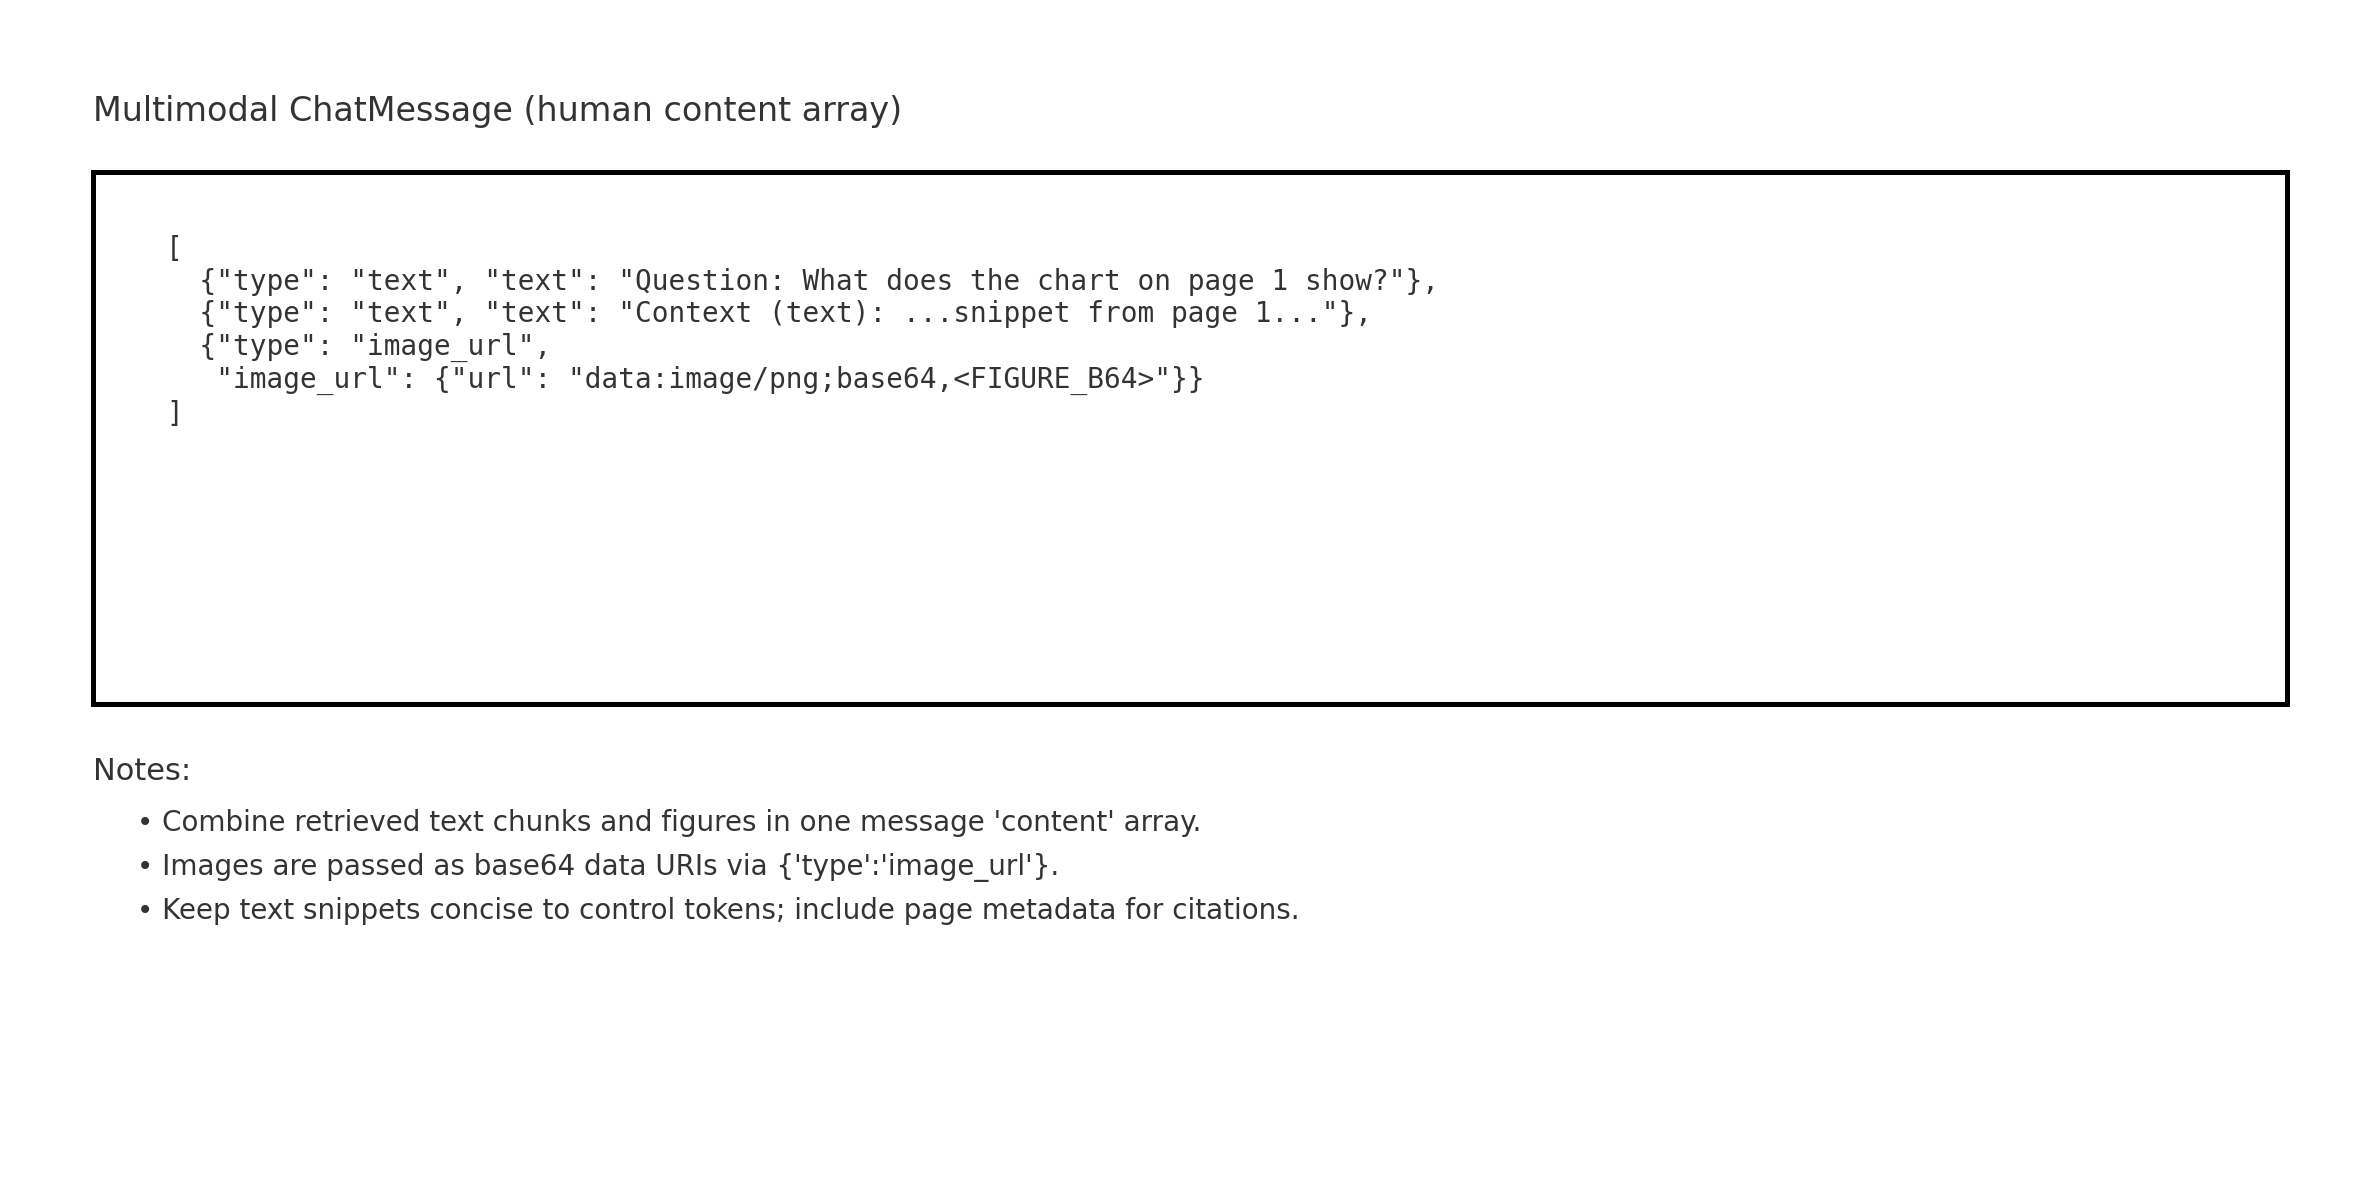 Multimodal ChatMessage (human content array)
[
  {"type": "text", "text": "Question: What does the chart on page 1 show?"},
  {"type": "text", "text": "Context (text): ...snippet from page 1..."},
  {"type": "image_url",
   "image_url": {"url": "data:image/png;base64,<FIGURE_B64>"}}
]
Notes:
• Combine retrieved text chunks and figures in one message 'content' array.
• Images are passed as base64 data URIs via {'type':'image_url'}.
• Keep text snippets concise to control tokens; include page metadata for citations.